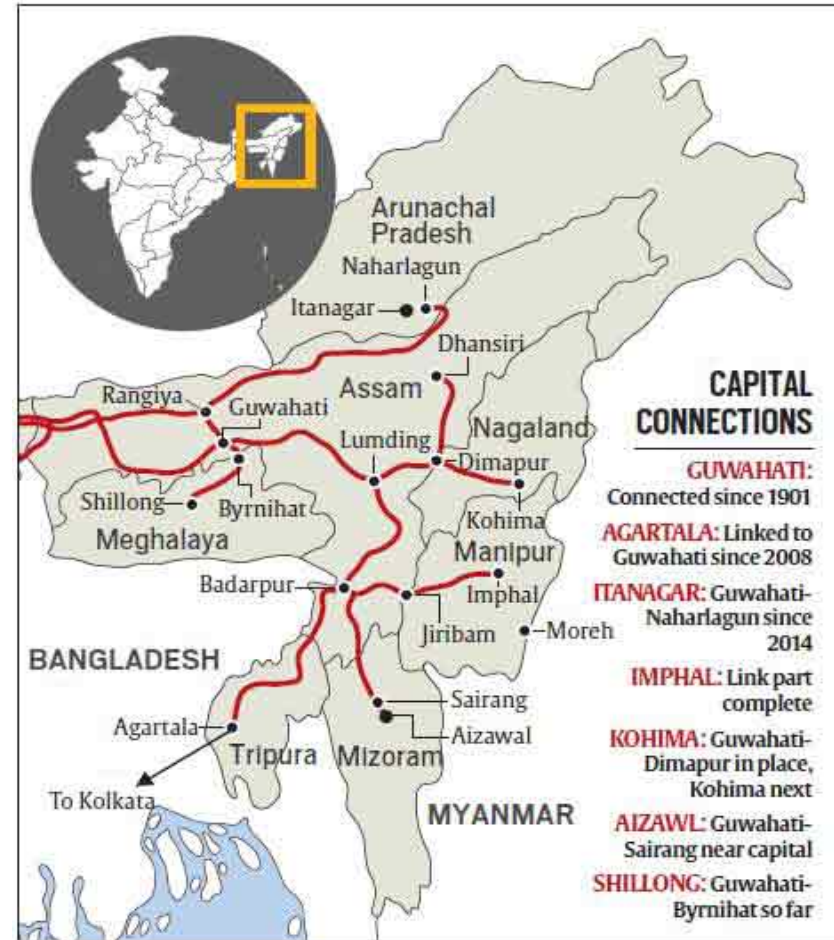 Arunachal
Pradesh
Naharlagun
Itanagar
Dhansiri
Assam
Rangiya
Guwahati
Nagaland
Lumding
Dimapur
Shillong
Byrnihat
Kohima
Meghalaya
Manipur
Badarpur
Imphal
Jiribam
Moreh
BANGLADESH
Sairang
Agartala
Aizawal
Tripura
Mizoram
To Kolkata
MYANMAR
CAPITAL
CONNECTIONS
GUWAHATI:
Connected since 1901
AGARTALA: Linked to
Guwahati since 2008
ITANAGAR: Guwahati-
Naharlagun since
2014
IMPHAL: Link part
complete
KOHIMA: Guwahati-
Dimapur in place,
Kohima next
AIZAWL: Guwahati-
Sairang near capital
SHILLONG: Guwahati-
Byrnihat so far